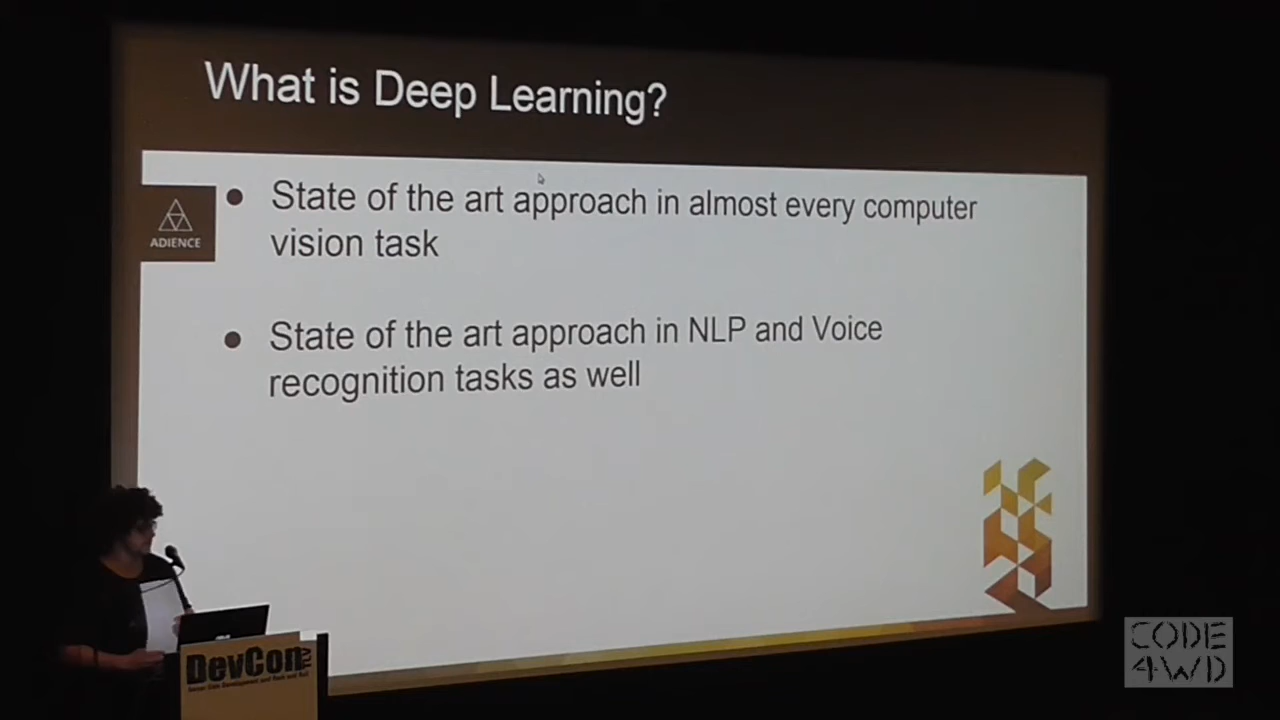 What is Deep Learning?
ADIENCE
• State of the art approach in almost every computer
vision task
• State of the art approach in NLP and Voice
recognition tasks as well
DevCon TLV
CODE
4WD